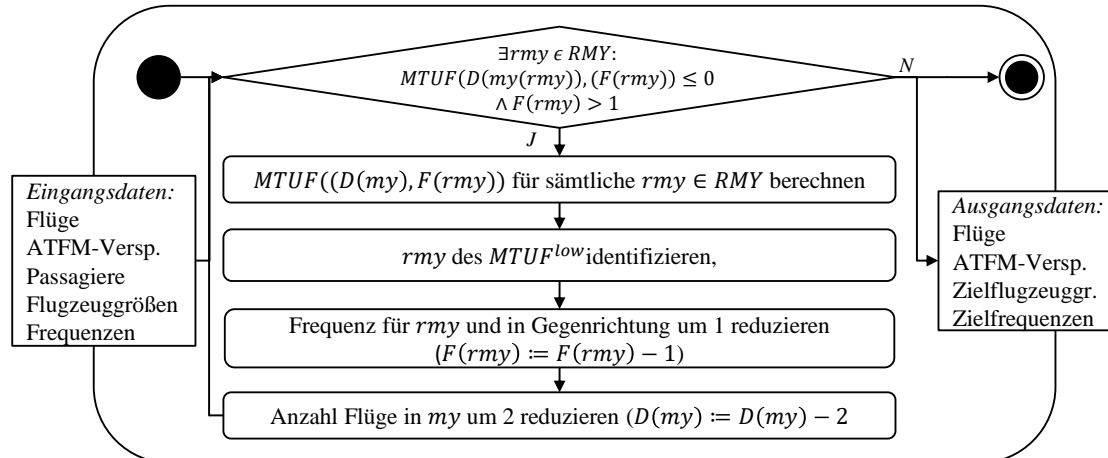 ∃rmy ϵ RMY:
MTUF(D(my(rmy)), (F(rmy)) ≤ 0
∧ F(rmy) > 1
N
J
Eingangsdaten:
Flüge
ATFM-Versp.
Passagiere
Flugzeuggrößen
Frequenzen
MTUF((D(my), F(rmy)) für sämtliche rmy ∈ RMY berechnen
rmy des MTUF^low identifizieren,
Frequenz für rmy und in Gegenrichtung um 1 reduzieren
(F(rmy) ≔ F(rmy) − 1)
Anzahl Flüge in my um 2 reduzieren (D(my) ≔ D(my) − 2
Ausgangsdaten:
Flüge
ATFM-Versp.
Zielflugzeuggr.
Zielfrequenzen